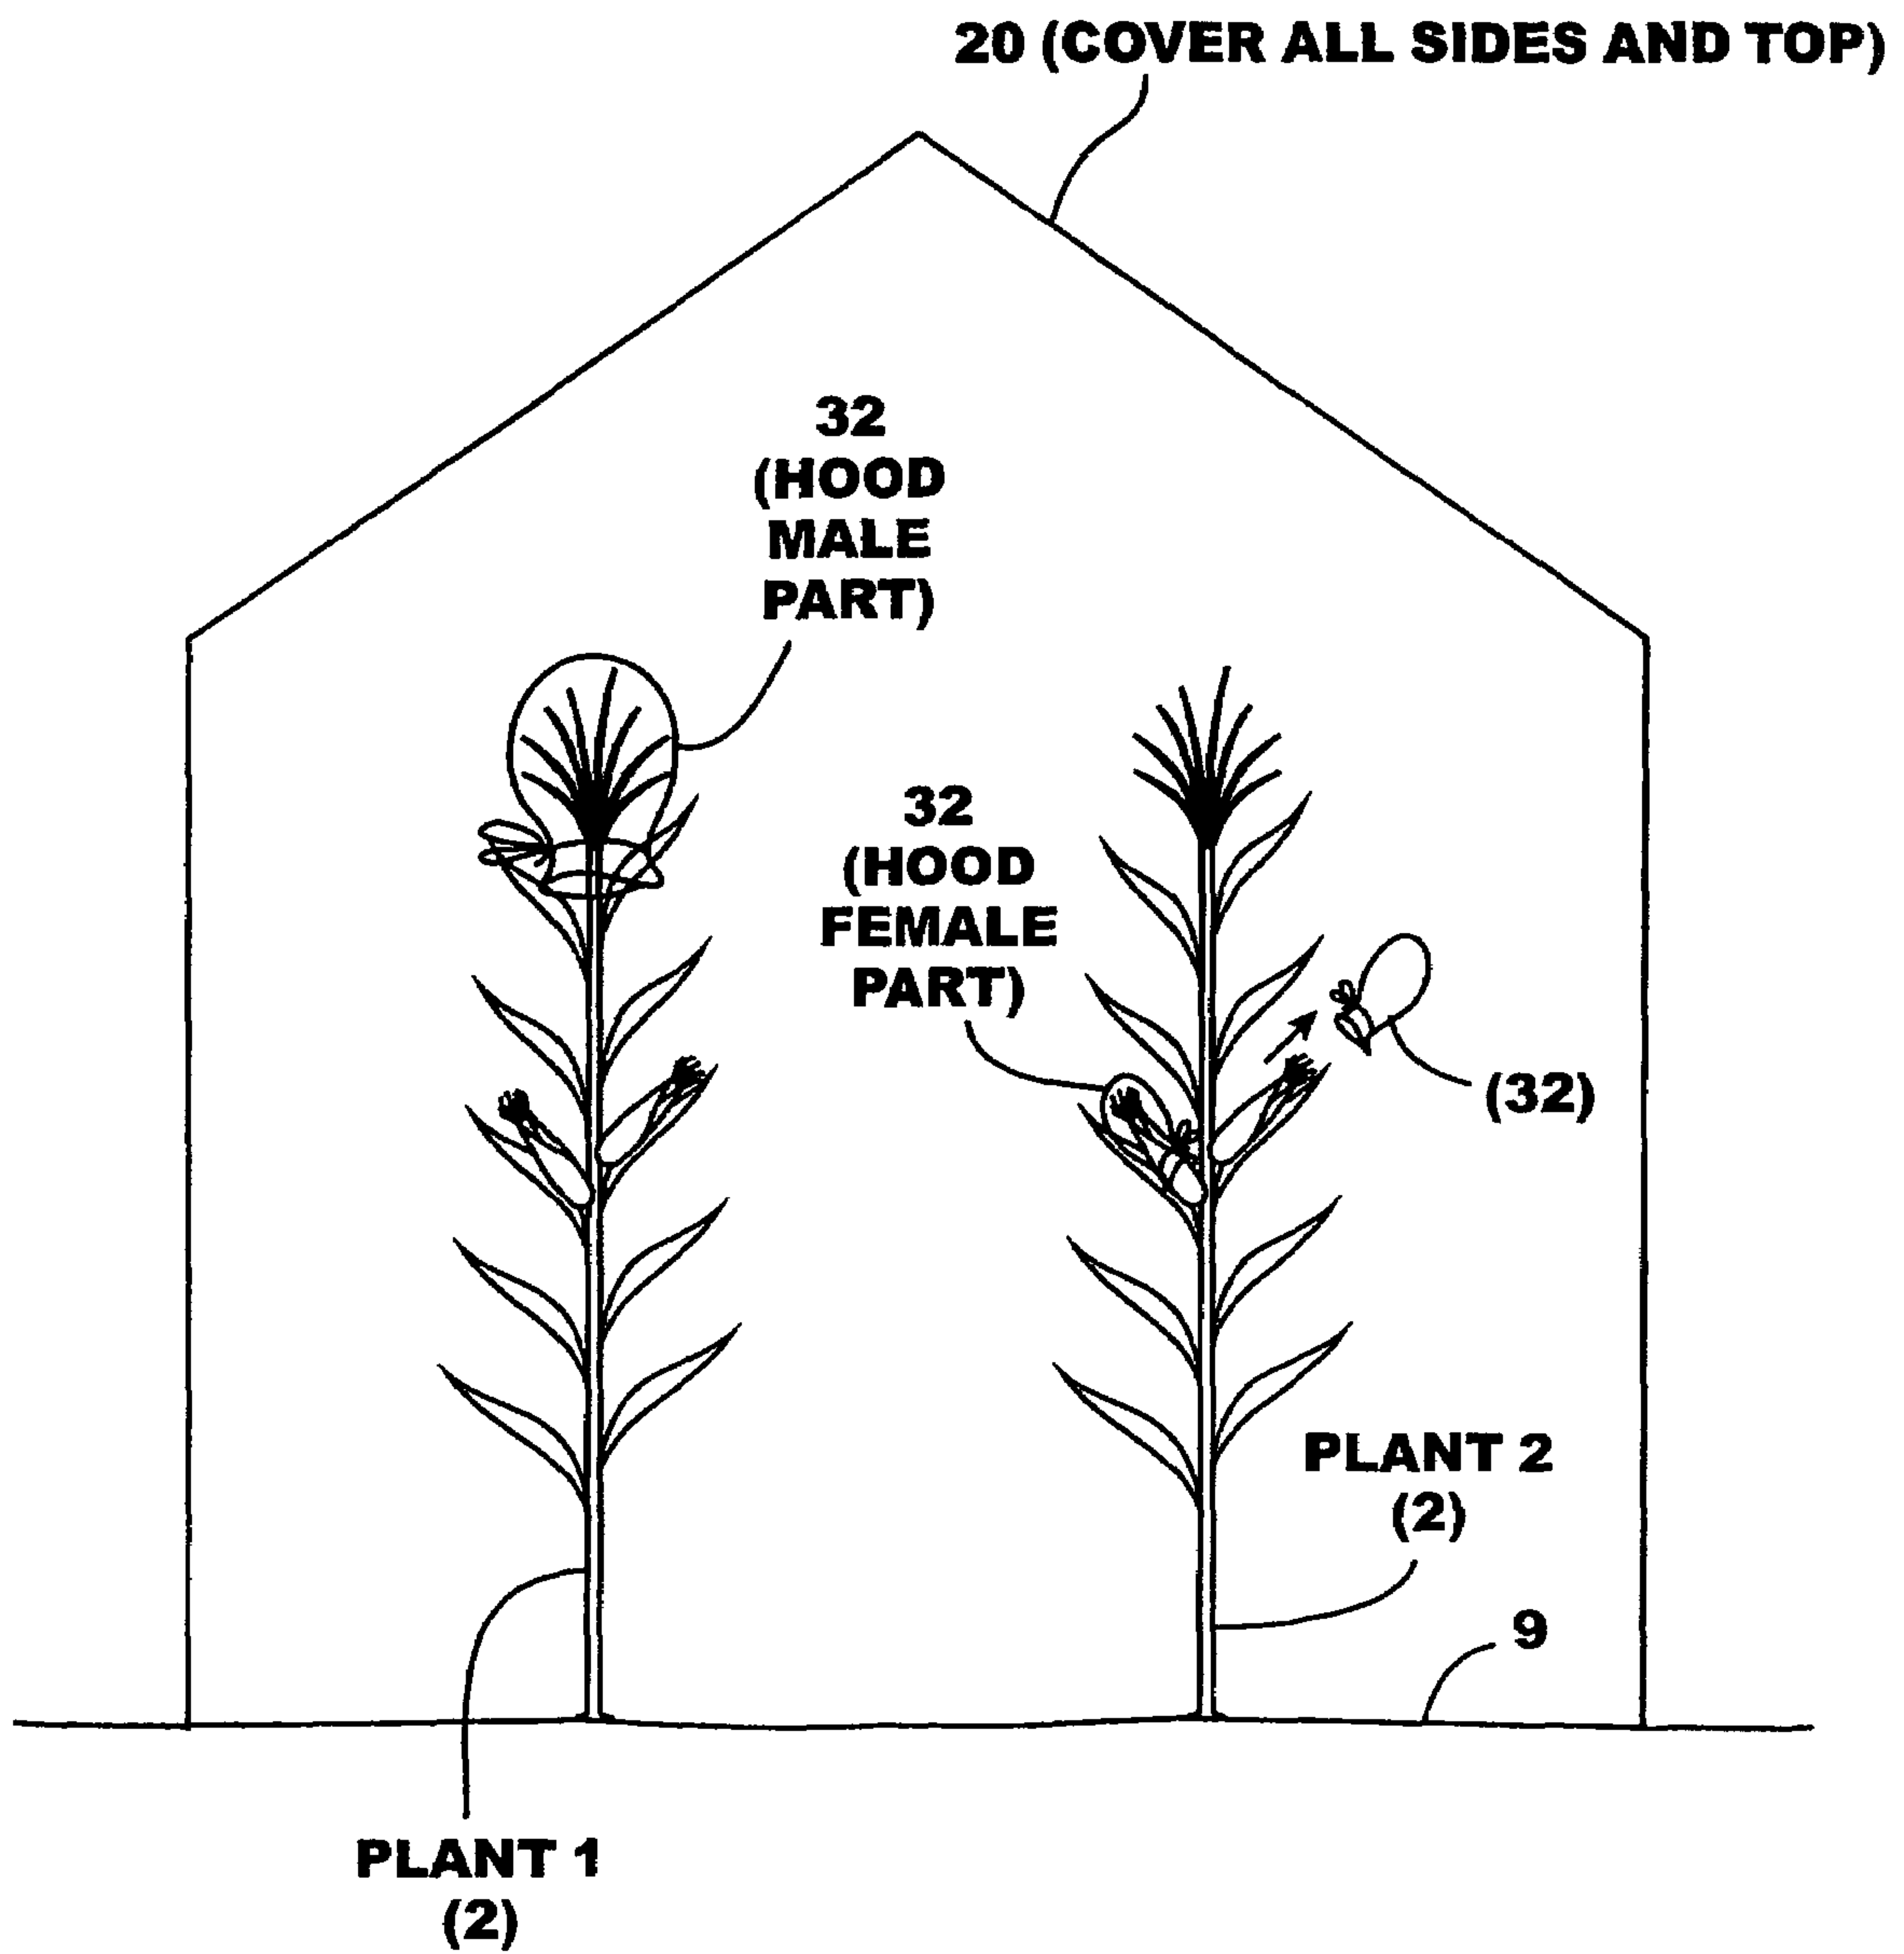 20 (COVER ALL SIDES AND TOP)
32
(HOOD
MALE
PART)
32
(HOOD
FEMALE
PART)
(32)
PLANT 2
(2)
9
PLANT 1
(2)